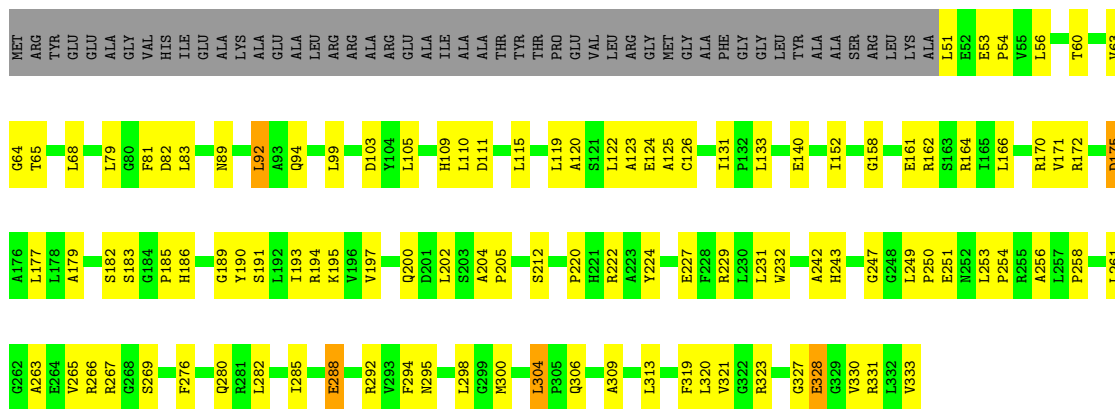 MET ARG TYR GLU GLU ALA GLY VAL HIS ILE GLU ALA LYS ALA GLU ALA LEU ARG ARG ALA ARG GLU ALA ILE ALA THR TYR THR PRO GLU VAL LEU ARG GLY MET CYS GLY ALA PHE GLY GLY LEU TYR ALA ALA SER ARG LEU LYS ALA L51 E52 E53 P54 V55 L56 T60 V63
G64 T65 L68 L79 G80 F81 D82 L83 N89 L92 A93 Q94 L99 D103 Y104 L105 H109 L110 D111 L115 L119 A120 S121 L122 A123 E124 A125 C126 I131 P132 L133 E140 I152 G158 E161 R162 S163 R164 I165 L166 R170 V171 R172
A176 L177 L178 A179 S182 S183 G184 P185 H186 G189 Y190 S191 L192 I193 R194 K195 V196 V197 Q200 D201 L202 S203 A204 P205 S212 P220 H221 R222 A223 Y224 E227 F228 R229 L230 L231 W232 A242 H243 G247 G248 L249 P250 E251 N252 L253 P254 R255 A256 L257 P258 L261
G262 A263 E264 V265 R266 R267 G268 S269 F276 Q280 R281 L282 I285 E288 R292 V293 F294 N295 L298 G299 M300 L304 P305 Q306 A309 L313 F319 L320 V321 G322 R323 G327 E328 G329 V330 R331 L332 V333